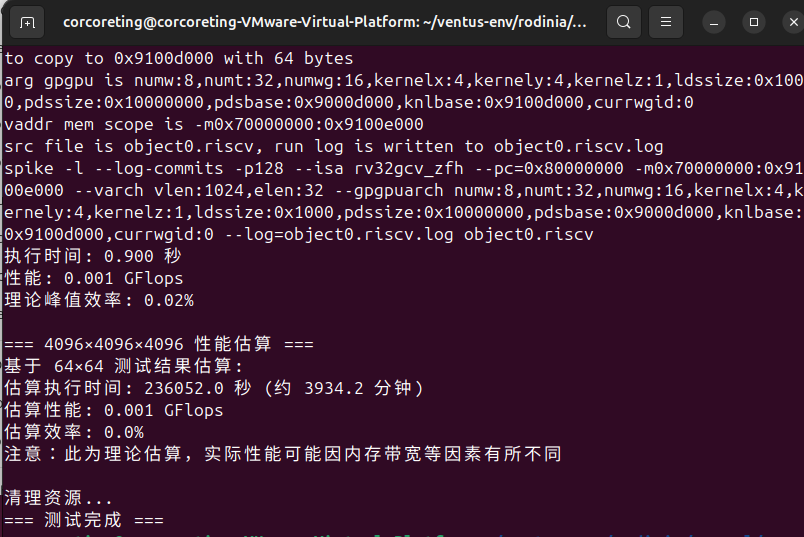 corcoreting@corcoreting-VMware-Virtual-Platform: ~/ventus-env/rodinia/...
to copy to 0x9100d000 with 64 bytes
arg gpgpu is numw:8,numt:32,numwg:16,kernelx:4,kernely:4,kernelz:1,ldssize:0x100
0,pdssize:0x10000000,pdsbase:0x9000d000,knlbase:0x9100d000,currwgid:0
vaddr mem scope is -m0x70000000:0x9100e000
src file is object0.riscv, run log is written to object0.riscv.log
spike -l --log-commits -p128 --isa rv32gcv_zfh --pc=0x80000000 -m0x70000000:0x91
00e000 --varch vlen:1024,elen:32 --gpgpuarch numw:8,numt:32,numwg:16,kernelx:4,k
ernely:4,kernelz:1,ldssize:0x1000,pdssize:0x10000000,pdsbase:0x9000d000,knlbase:
0x9100d000,currwgid:0 --log=object0.riscv.log object0.riscv
执行时间: 0.900 秒
性能: 0.001 GFlops
理论峰值效率: 0.02%
=== 4096×4096×4096 性能估算 ===
基于 64×64 测试结果估算:
估算执行时间: 236052.0 秒 (约 3934.2 分钟)
估算性能: 0.001 GFlops
估算效率: 0.0%
注意：此为理论估算，实际性能可能因内存带宽等因素有所不同
清理资源...
=== 测试完成 ===